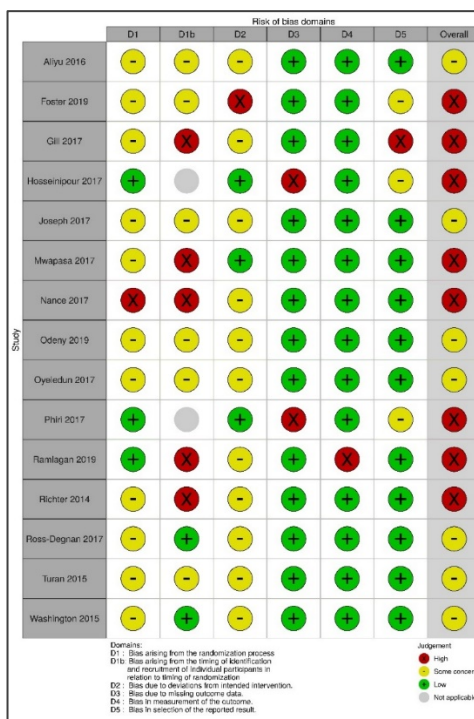 Risk of bias domains
D1 D1b D2 D3 D4 D5 Overall
Study
Aliyu 2016 - - - + + + -
Foster 2019 - - X + + - X
Gill 2017 - X - + + X X
Hosseinipour 2017 + + X + - X
Joseph 2017 - - - + + + -
Mwapasa 2017 - X + + + + X
Nance 2017 X X - + + + X
Odeny 2019 - - - + + + -
Oyeledun 2017 - - - + + + -
Phiri 2017 + + X + - X
Ramlagan 2019 + X - + X + X
Richter 2014 - X - + + + X
Ross-Degnan 2017 - + - + + + -
Turan 2015 - - - + + + -
Washington 2015 - + - + + + -
Domains:
D1 : Bias arising from the randomization process
D1b: Bias arising from the timing of identification
and recruitment of individual participants in
relation to timing of randomization
D2 : Bias due to deviations from intended intervention.
D3 : Bias due to missing outcome data.
D4 : Bias in measurement of the outcome.
D5 : Bias in selection of the reported result.
Judgement
X High
- Some concerns
+ Low
Not applicable